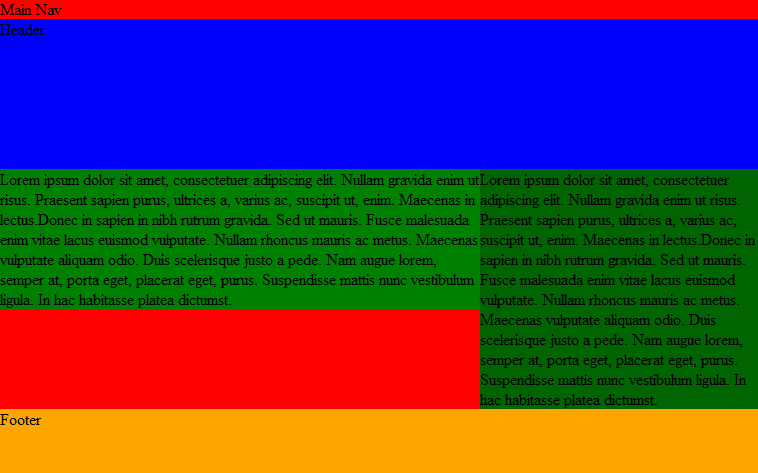 Main Nav
Header
Lorem ipsum dolor sit amet, consectetuer adipiscing elit. Nullam gravida enim ut
risus. Praesent sapien purus, ultrices a, varius ac, suscipit ut, enim. Maecenas in
lectus.Donec in sapien in nibh rutrum gravida. Sed ut mauris. Fusce malesuada
enim vitae lacus euismod vulputate. Nullam rhoncus mauris ac metus. Maecenas
vulputate aliquam odio. Duis scelerisque justo a pede. Nam augue lorem,
semper at, porta eget, placerat eget, purus. Suspendisse mattis nunc vestibulum
ligula. In hac habitasse platea dictumst.
Lorem ipsum dolor sit amet, consectetuer
adipiscing elit. Nullam gravida enim ut risus.
Praesent sapien purus, ultrices a, varius ac,
suscipit ut, enim. Maecenas in lectus.Donec in
sapien in nibh rutrum gravida. Sed ut mauris.
Fusce malesuada enim vitae lacus euismod
vulputate. Nullam rhoncus mauris ac metus.
Maecenas vulputate aliquam odio. Duis
scelerisque justo a pede. Nam augue lorem,
semper at, porta eget, placerat eget, purus.
Suspendisse mattis nunc vestibulum ligula. In
hac habitasse platea dictumst.
Footer